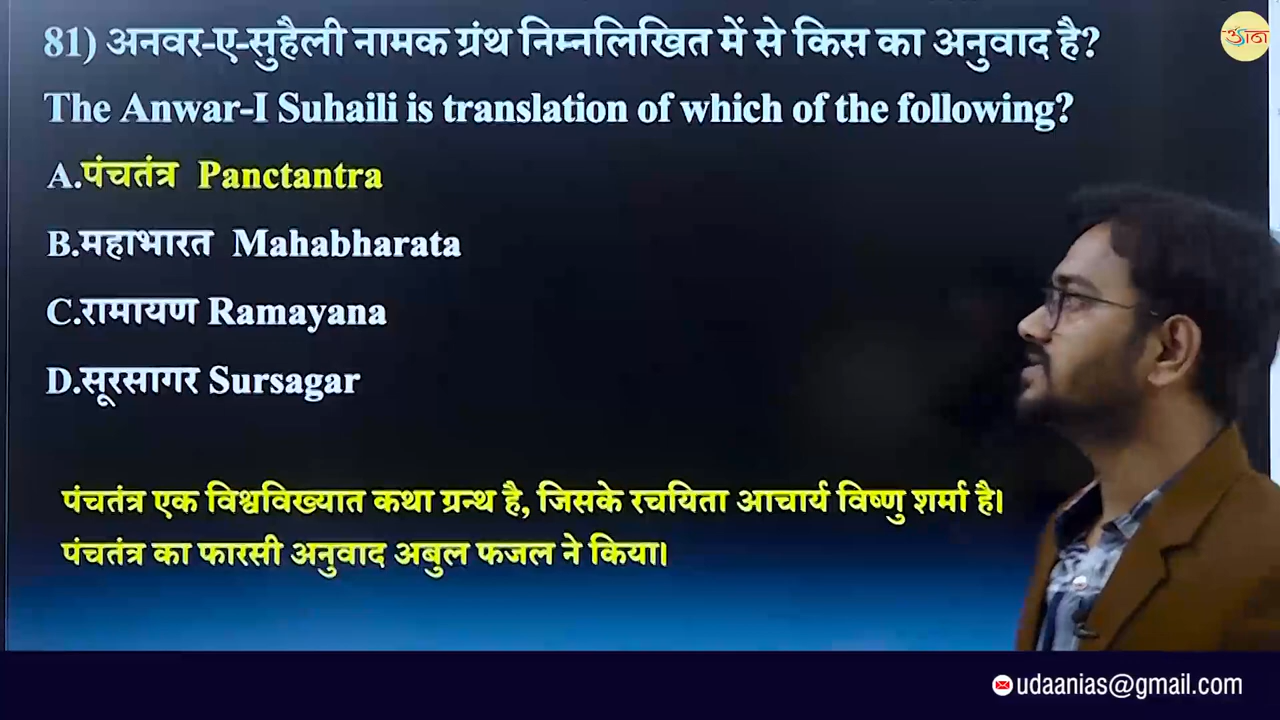 81) अनवर-ए-सुहैली नामक ग्रंथ निम्नलिखित में से किस का अनुवाद है?
The Anwar-I Suhaili is translation of which of the following?
A.पंचतंत्र Panctantra
B.महाभारत Mahabharata
C.रामायण Ramayana
D.सूरसागर Sursagar
पंचतंत्र एक विश्वविख्यात कथा ग्रन्थ है, जिसके रचयिता आचार्य विष्णु शर्मा है।
पंचतंत्र का फारसी अनुवाद अबुल फजल ने किया।
udaanias@gmail.com